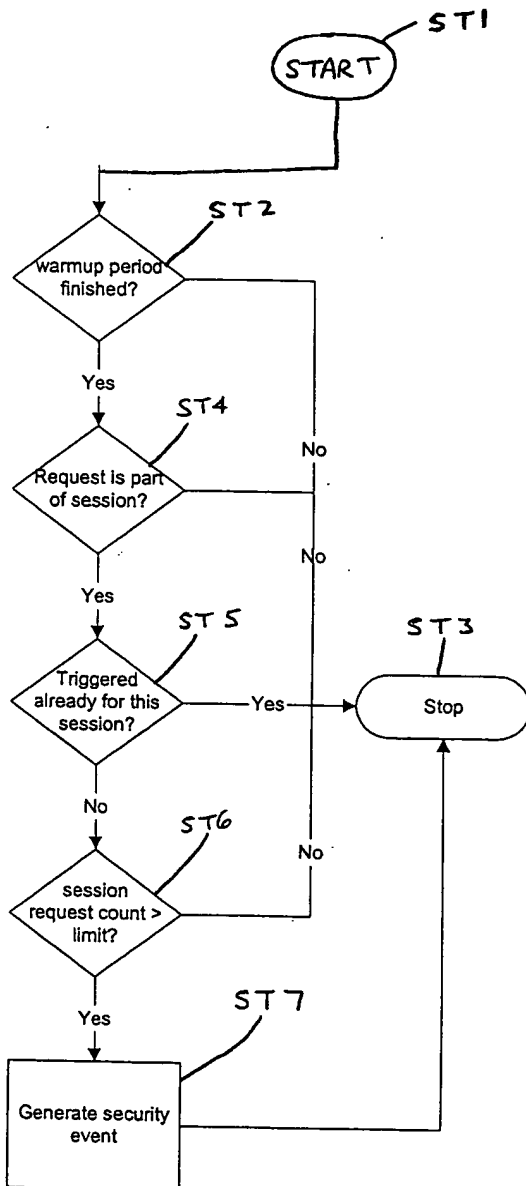 ST1
START
ST2
warmup period
finished?
Yes
ST4
No
Request is part
of session?
No
Yes
ST5
ST3
Triggered
already for this
session?
Yes
Stop
No
ST6
No
session
request count >
limit?
Yes
ST7
Generate security
event